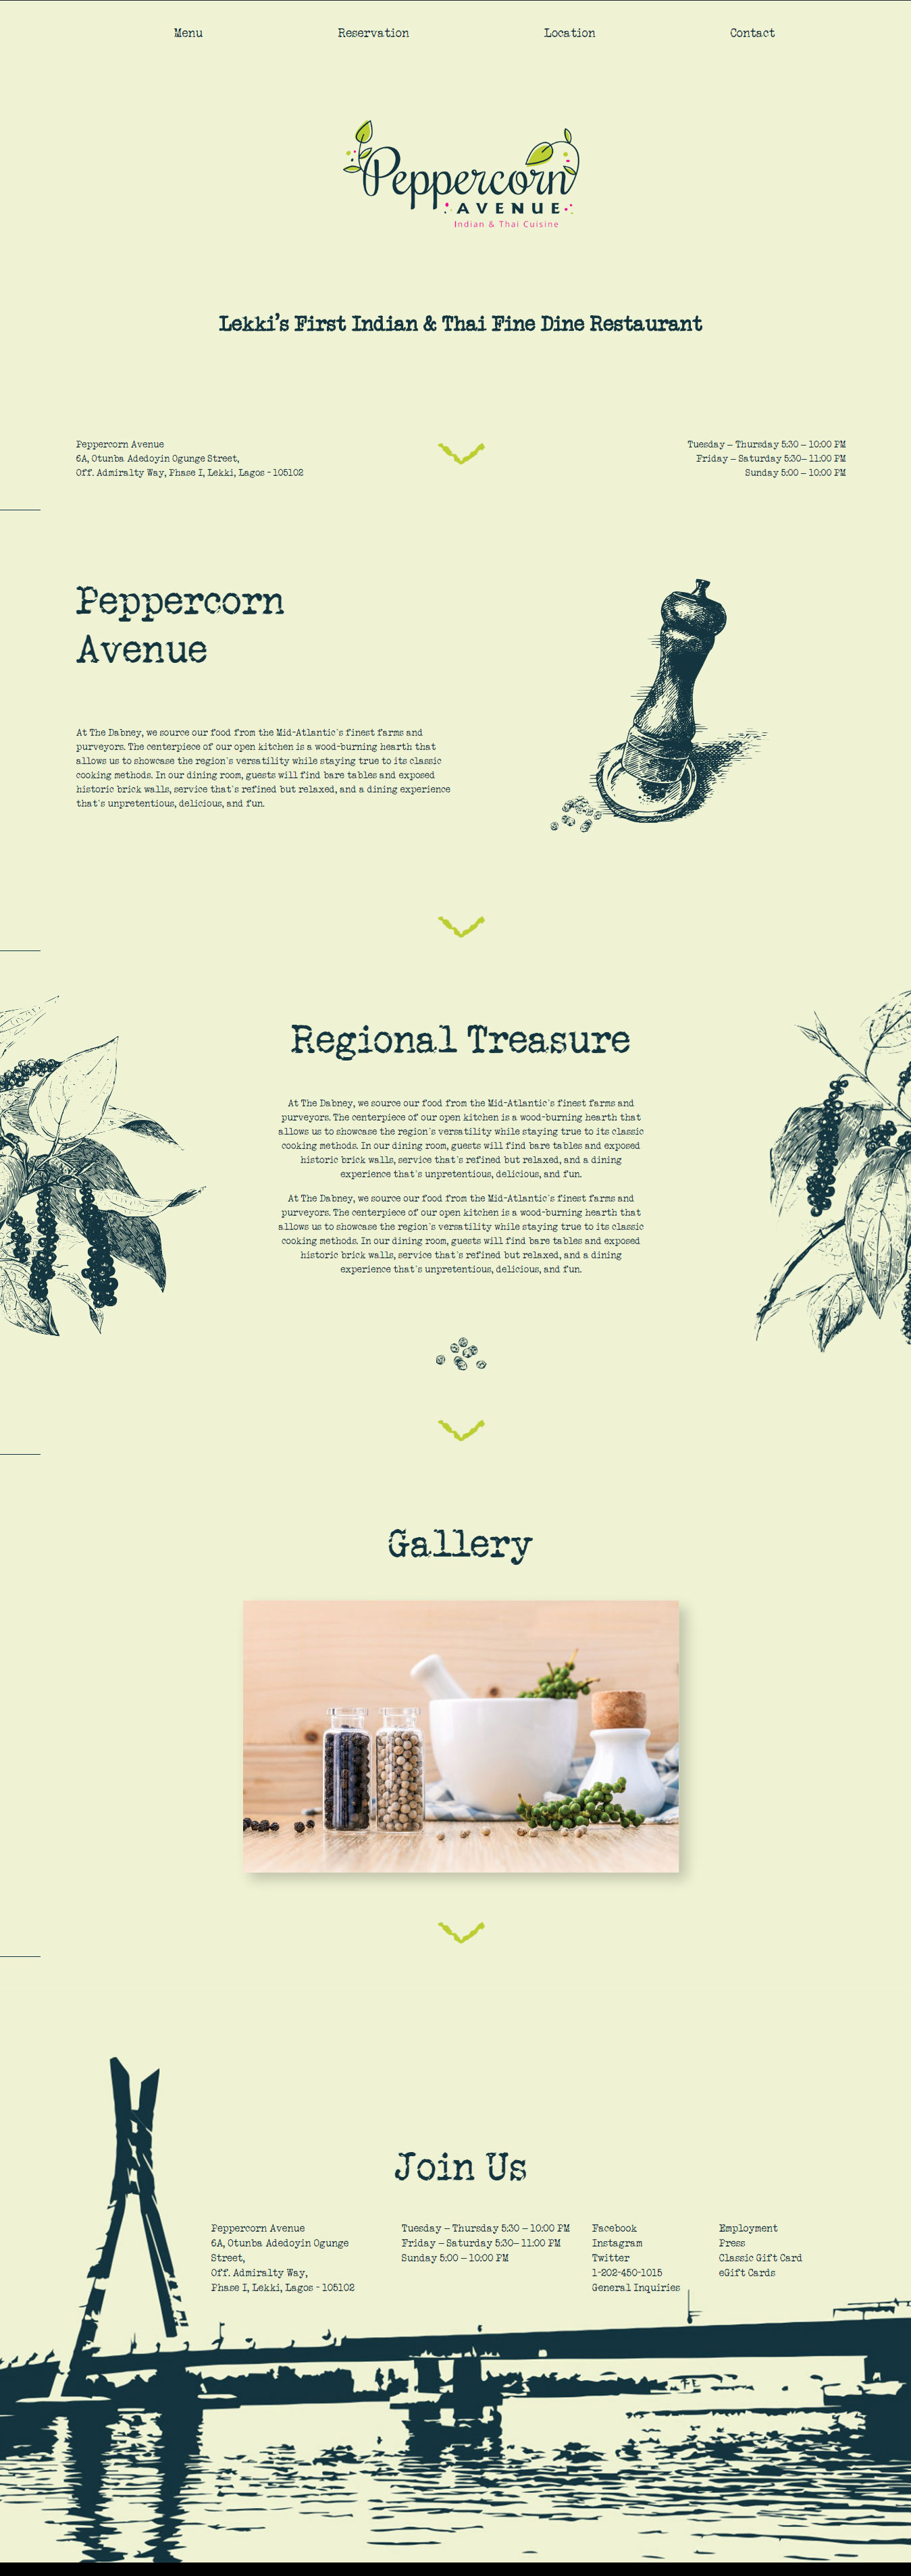 Menu
Reservation
Location
Contact
Peppercorn
AVENUE
Indian & Thai Cuisine
Lekki's First Indian & Thai Fine Dine Restaurant
Peppercorn Avenue
6A, Otunba Adedoyin Ogunge Street,
Off. Admiralty Way, Phase I, Lekki, Lagos - 105102
Tuesday – Thursday 5:30 – 10:00 PM
Friday – Saturday 5:30– 11:00 PM
Sunday 5:00 – 10:00 PM
Peppercorn
Avenue
At The Dabney, we source our food from the Mid-Atlantic's finest farms and
purveyors. The centerpiece of our open kitchen is a wood-burning hearth that
allows us to showcase the region's versatility while staying true to its classic
cooking methods. In our dining room, guests will find bare tables and exposed
historic brick walls, service that's refined but relaxed, and a dining experience
that's unpretentious, delicious, and fun.
Regional Treasure
At The Dabney, we source our food from the Mid-Atlantic's finest farms and
purveyors. The centerpiece of our open kitchen is a wood-burning hearth that
allows us to showcase the region's versatility while staying true to its classic
cooking methods. In our dining room, guests will find bare tables and exposed
historic brick walls, service that's refined but relaxed, and a dining
experience that's unpretentious, delicious, and fun.
At The Dabney, we source our food from the Mid-Atlantic's finest farms and
purveyors. The centerpiece of our open kitchen is a wood-burning hearth that
allows us to showcase the region's versatility while staying true to its classic
cooking methods. In our dining room, guests will find bare tables and exposed
historic brick walls, service that's refined but relaxed, and a dining
experience that's unpretentious, delicious, and fun.
Gallery
Join Us
Peppercorn Avenue
6A, Otunba Adedoyin Ogunge
Street,
Off. Admiralty Way,
Phase I, Lekki, Lagos - 105102
Tuesday – Thursday 5:30 – 10:00 PM
Friday – Saturday 5:30– 11:00 PM
Sunday 5:00 – 10:00 PM
Facebook
Instagram
Twitter
1-202-450-1015
General Inquiries
Employment
Press
Classic Gift Card
eGift Cards